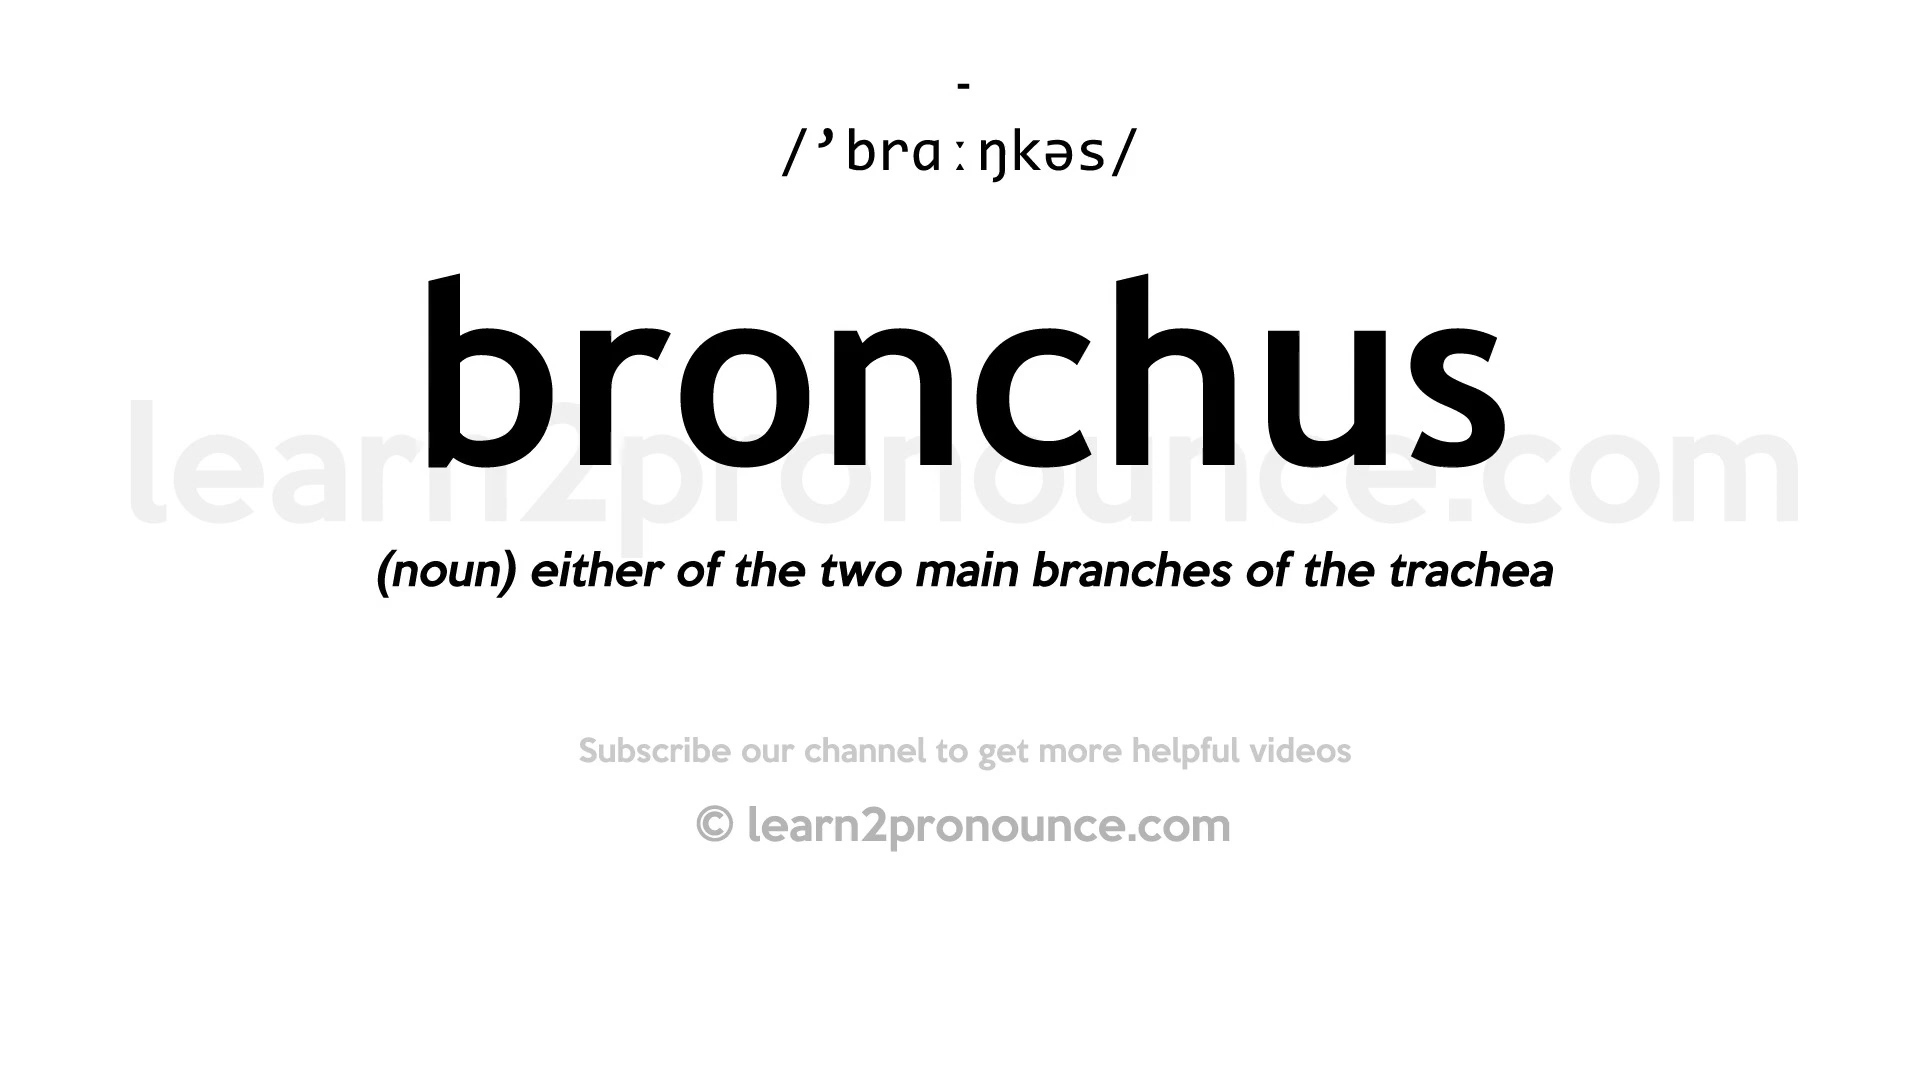 -
/’brɑːŋkəs/
bronchus
learn2pronounce.com
(noun) either of the two main branches of the trachea
Subscribe our channel to get more helpful videos
© learn2pronounce.com